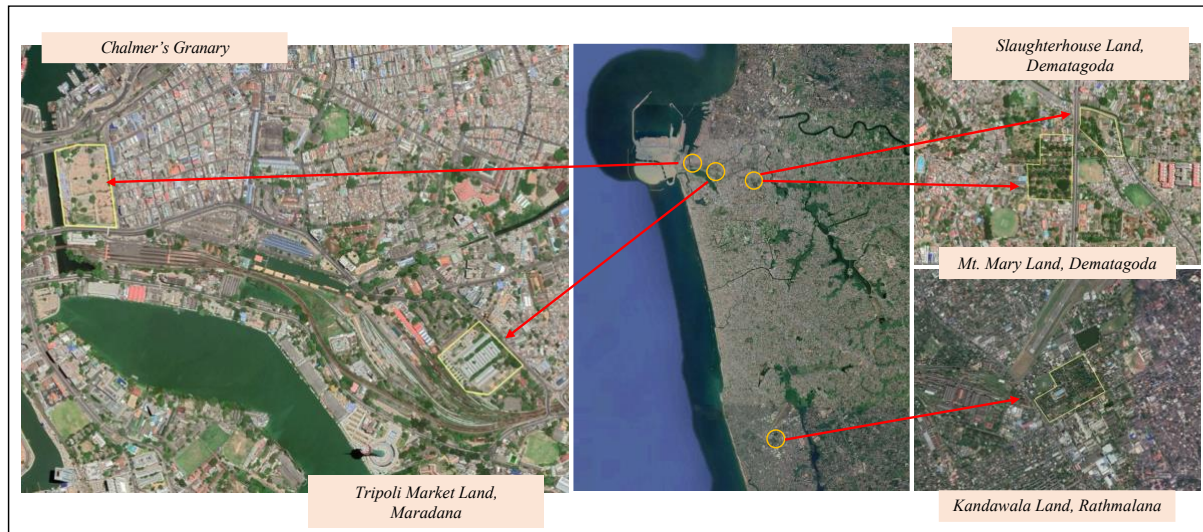 Chalmer's Granary
Slaughterhouse Land,
Dematagoda
Mt. Mary Land, Dematagoda
Tripoli Market Land,
Maradana
Kandawala Land, Rathmalana